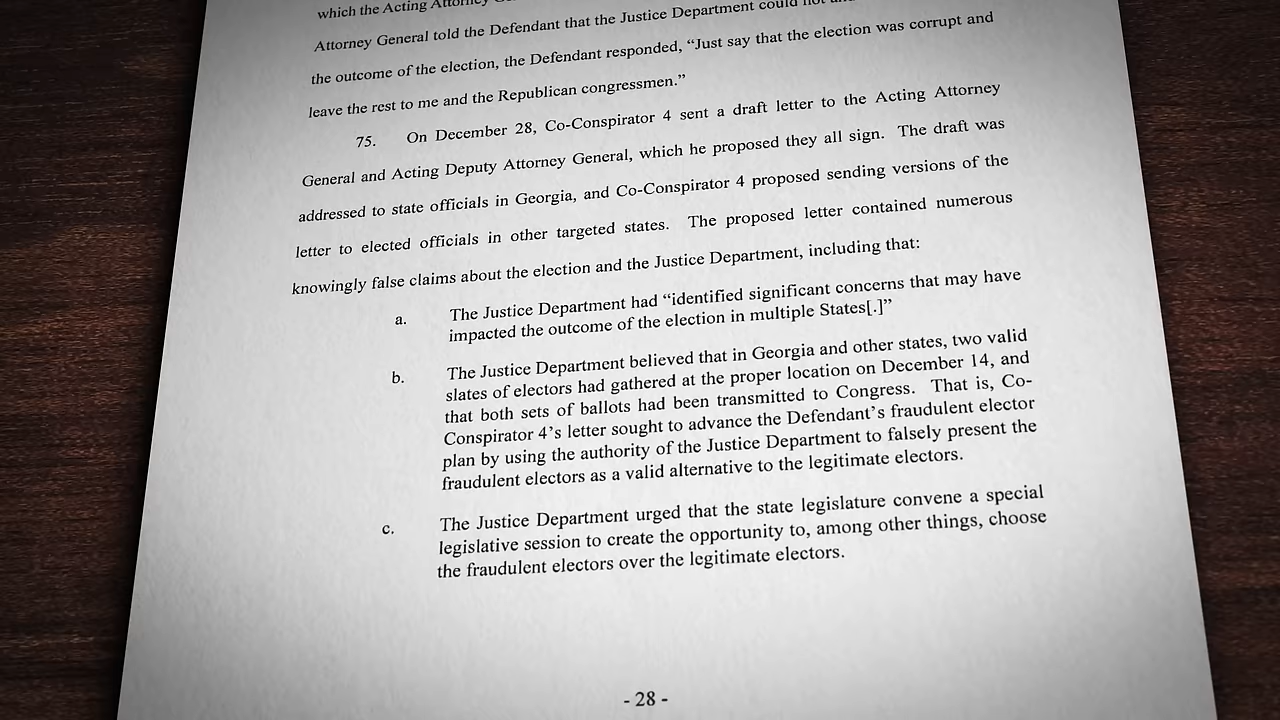 which the Acting Attorney
Attorney General told the Defendant that the Justice Department could not
the outcome of the election, the Defendant responded, “Just say that the election was corrupt and
leave the rest to me and the Republican congressmen.”
75. On December 28, Co-Conspirator 4 sent a draft letter to the Acting Attorney
General and Acting Deputy Attorney General, which he proposed they all sign. The draft was
addressed to state officials in Georgia, and Co-Conspirator 4 proposed sending versions of the
letter to elected officials in other targeted states. The proposed letter contained numerous
knowingly false claims about the election and the Justice Department, including that:
a. The Justice Department had “identified significant concerns that may have
impacted the outcome of the election in multiple States[.]”
b. The Justice Department believed that in Georgia and other states, two valid
slates of electors had gathered at the proper location on December 14, and
that both sets of ballots had been transmitted to Congress. That is, Co-
Conspirator 4’s letter sought to advance the Defendant’s fraudulent elector
plan by using the authority of the Justice Department to falsely present the
fraudulent electors as a valid alternative to the legitimate electors.
c. The Justice Department urged that the state legislature convene a special
legislative session to create the opportunity to, among other things, choose
the fraudulent electors over the legitimate electors.
- 28 -